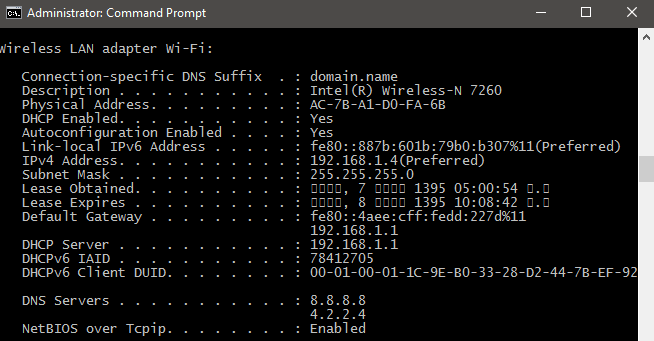 Administrator: Command Prompt
Wireless LAN adapter Wi-Fi:
Connection-specific DNS Suffix . : domain.name
Description . . . . . . . . . . . : Intel(R) Wireless-N 7260
Physical Address. . . . . . . . . : AC-7B-A1-D0-FA-6B
DHCP Enabled. . . . . . . . . . . : Yes
Autoconfiguration Enabled . . . . : Yes
Link-local IPv6 Address . . . . . : fe80::887b:601b:79b0:b307%11(Preferred)
IPv4 Address. . . . . . . . . . . : 192.168.1.4(Preferred)
Subnet Mask . . . . . . . . . . . : 255.255.255.0
Lease Obtained. . . . . . . . . . : ▯▯▯▯, 7 ▯▯▯▯ 1395 05:00:54 ▯.▯
Lease Expires . . . . . . . . . . : ▯▯▯▯, 8 ▯▯▯▯ 1395 10:08:42 ▯.▯
Default Gateway . . . . . . . . . : fe80::4aee:cff:fedd:227d%11
192.168.1.1
DHCP Server . . . . . . . . . . . : 192.168.1.1
DHCPv6 IAID . . . . . . . . . . . : 78412705
DHCPv6 Client DUID. . . . . . . . : 00-01-00-01-1C-9E-B0-33-28-D2-44-7B-EF-92
DNS Servers . . . . . . . . . . . : 8.8.8.8
4.2.2.4
NetBIOS over Tcpip. . . . . . . . : Enabled